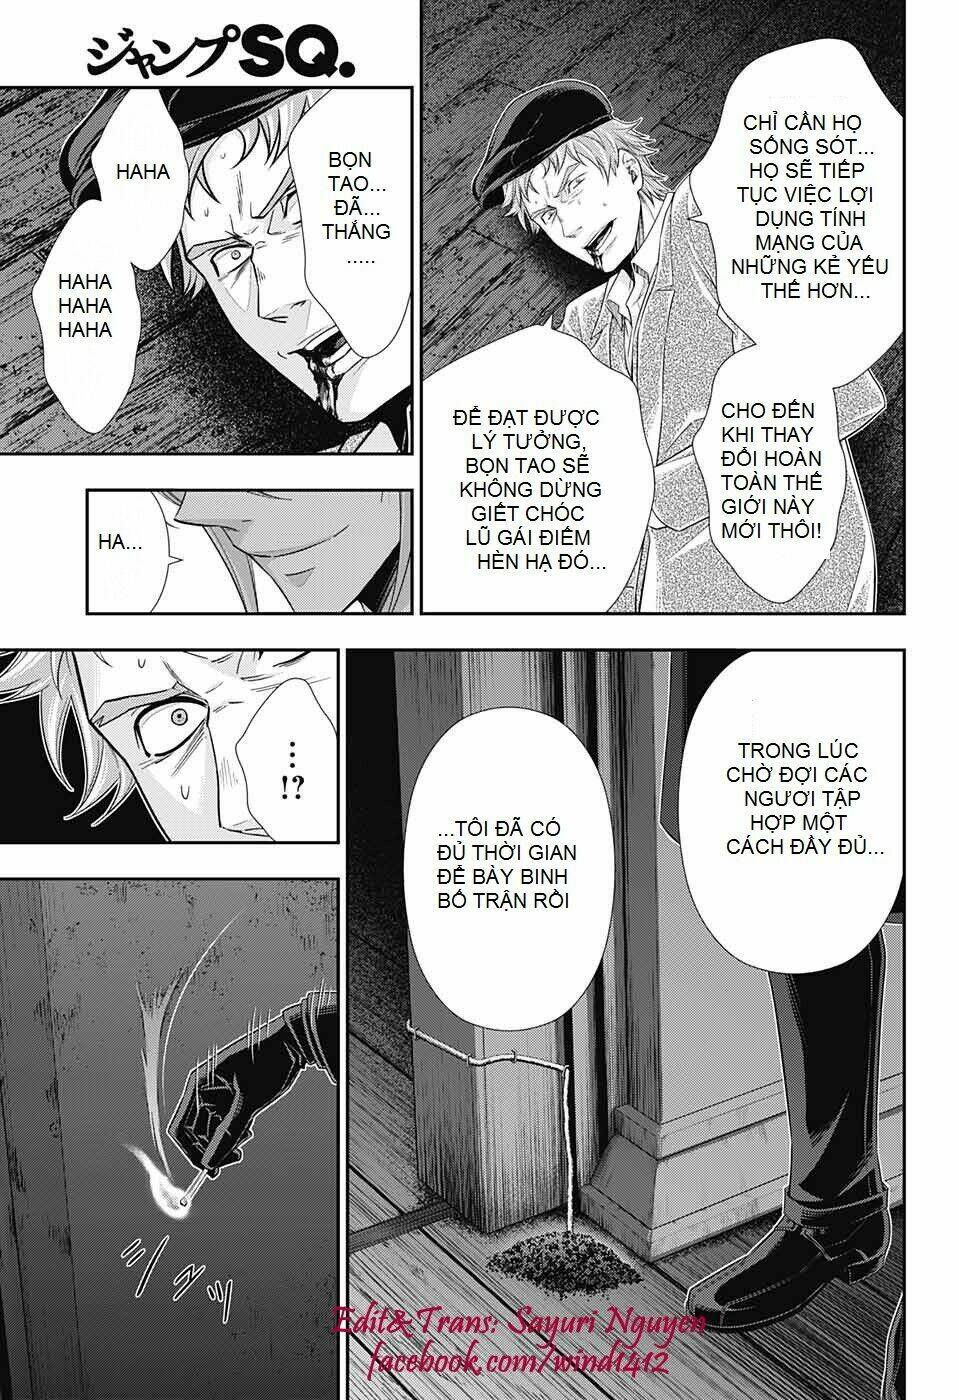 ジャンプSQ.
CHỈ CẦN HỌ
SỐNG SÓT...
HỌ SẼ TIẾP
TỤC VIỆC LỢI
DỤNG TÍNH
MẠNG CỦA
NHỮNG KẺ YẾU
THẾ HƠN...
CHO ĐẾN
KHI THAY
ĐỔI HOÀN
TOÀN THẾ
GIỚI NÀY
MỚI THÔI!
ĐỂ ĐẠT ĐƯỢC
LÝ TƯỞNG,
BỌN TAO SẼ
KHÔNG DỪNG
GIẾT CHÓC
LŨ GÁI ĐIẾM
HÈN HẠ ĐÓ...
BỌN
TAO...
ĐÃ...
THẮNG
.....
HAHA
HAHA
HAHA
HAHA
HA...
TRONG LÚC
CHỜ ĐỢI CÁC
NGƯƠI TẬP
HỢP MỘT
CÁCH ĐẦY ĐỦ...
...TÔI ĐÃ CÓ
ĐỦ THỜI GIAN
ĐỂ BÀY BINH
BỐ TRẬN RỒI
...!?
シュッ
Edit&Trans: Sayuri Nguyen
facebook.com/wind1412